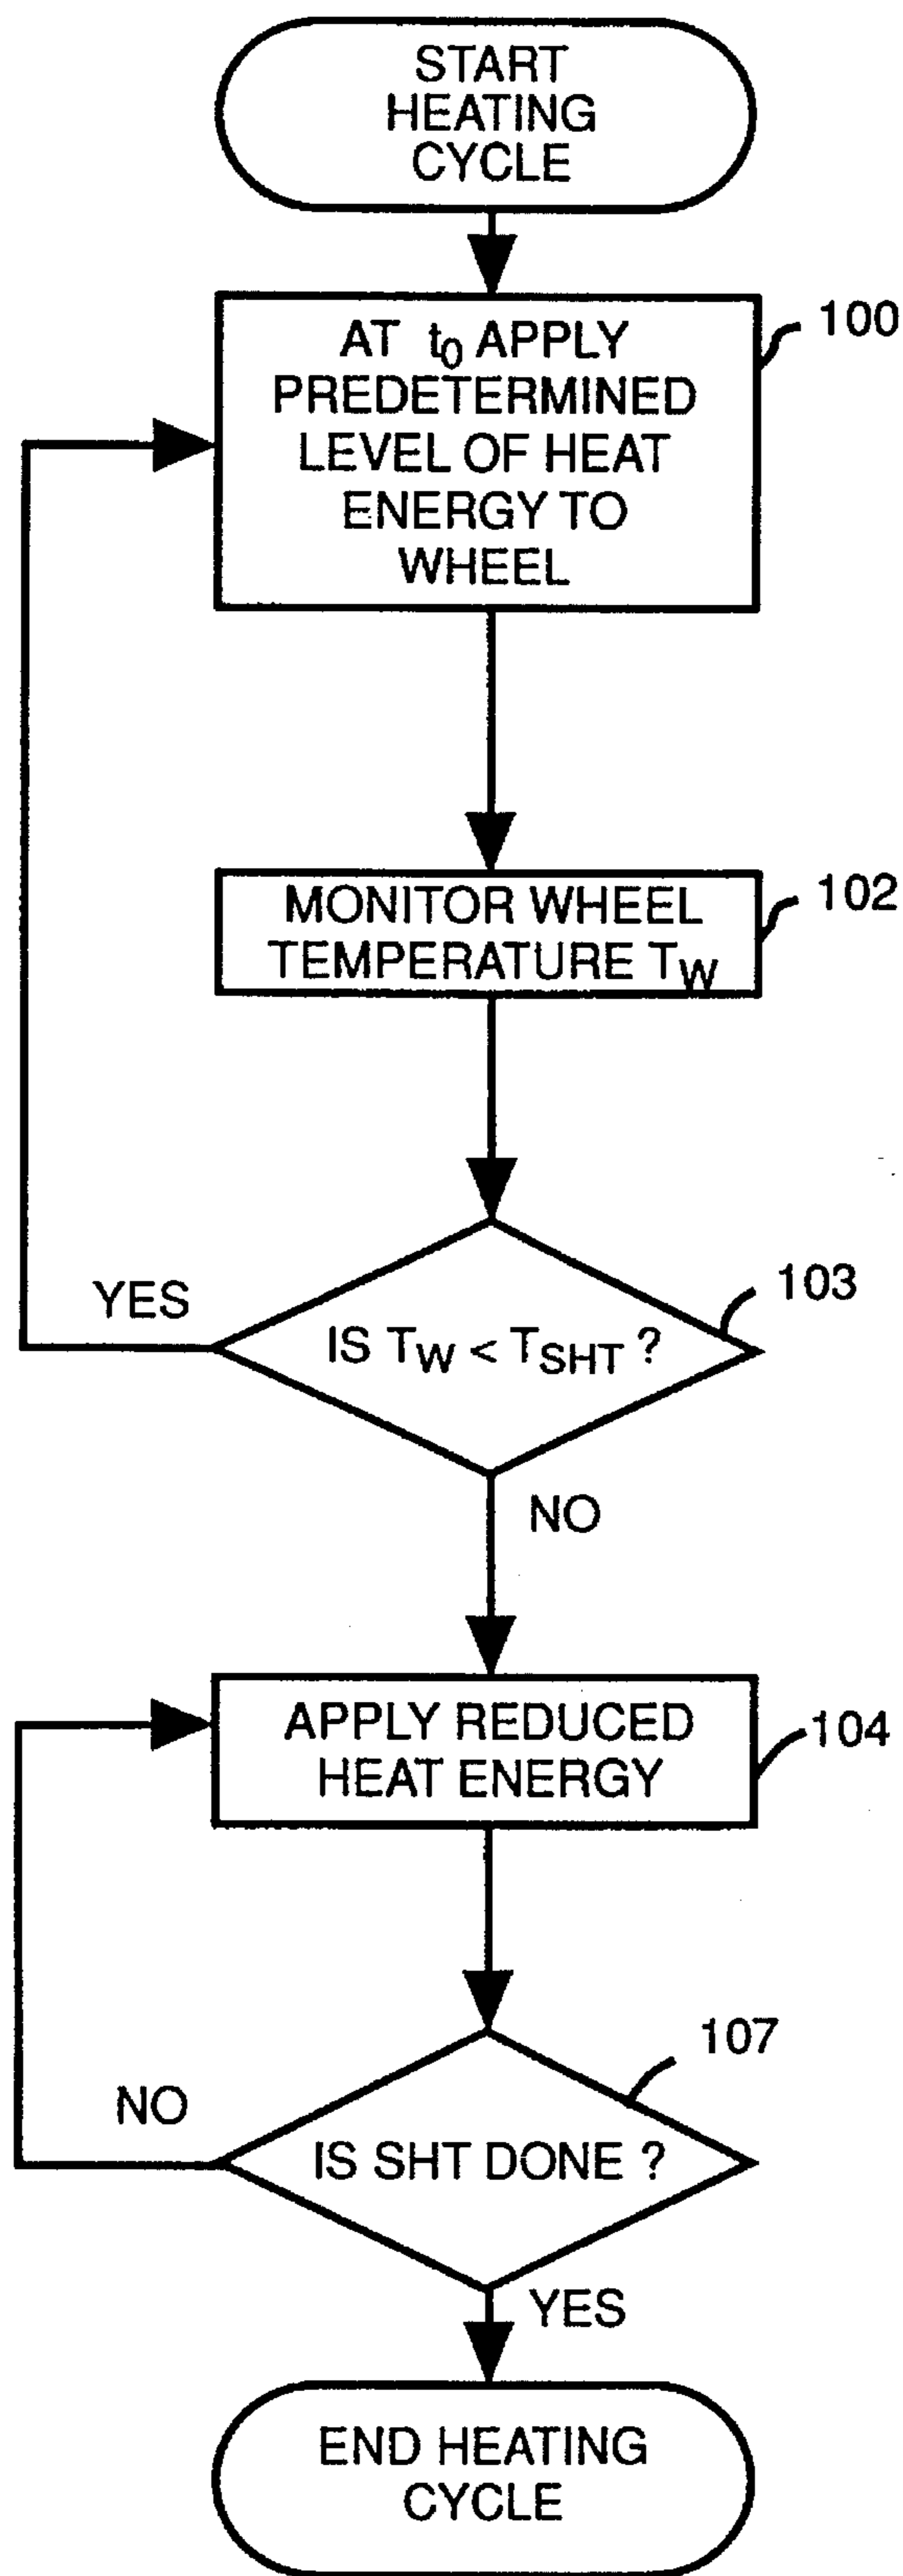 START
HEATING
CYCLE
AT t0 APPLY
PREDETERMINED
LEVEL OF HEAT
ENERGY TO
WHEEL
100
MONITOR WHEEL
TEMPERATURE TW
102
YES
IS TW < TSHT ?
103
NO
APPLY REDUCED
HEAT ENERGY
104
NO
IS SHT DONE ?
107
YES
END HEATING
CYCLE